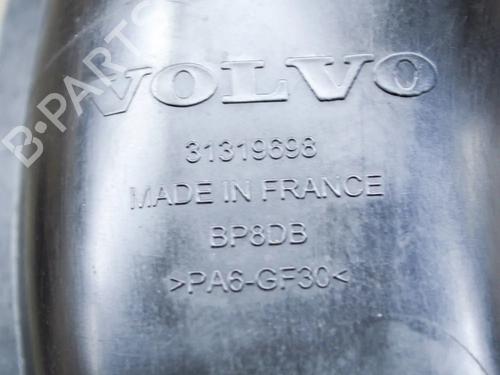 B-PARTS
VOLVO
31319698
MADE IN FRANCE
BP8DB
>PA6-GF30<